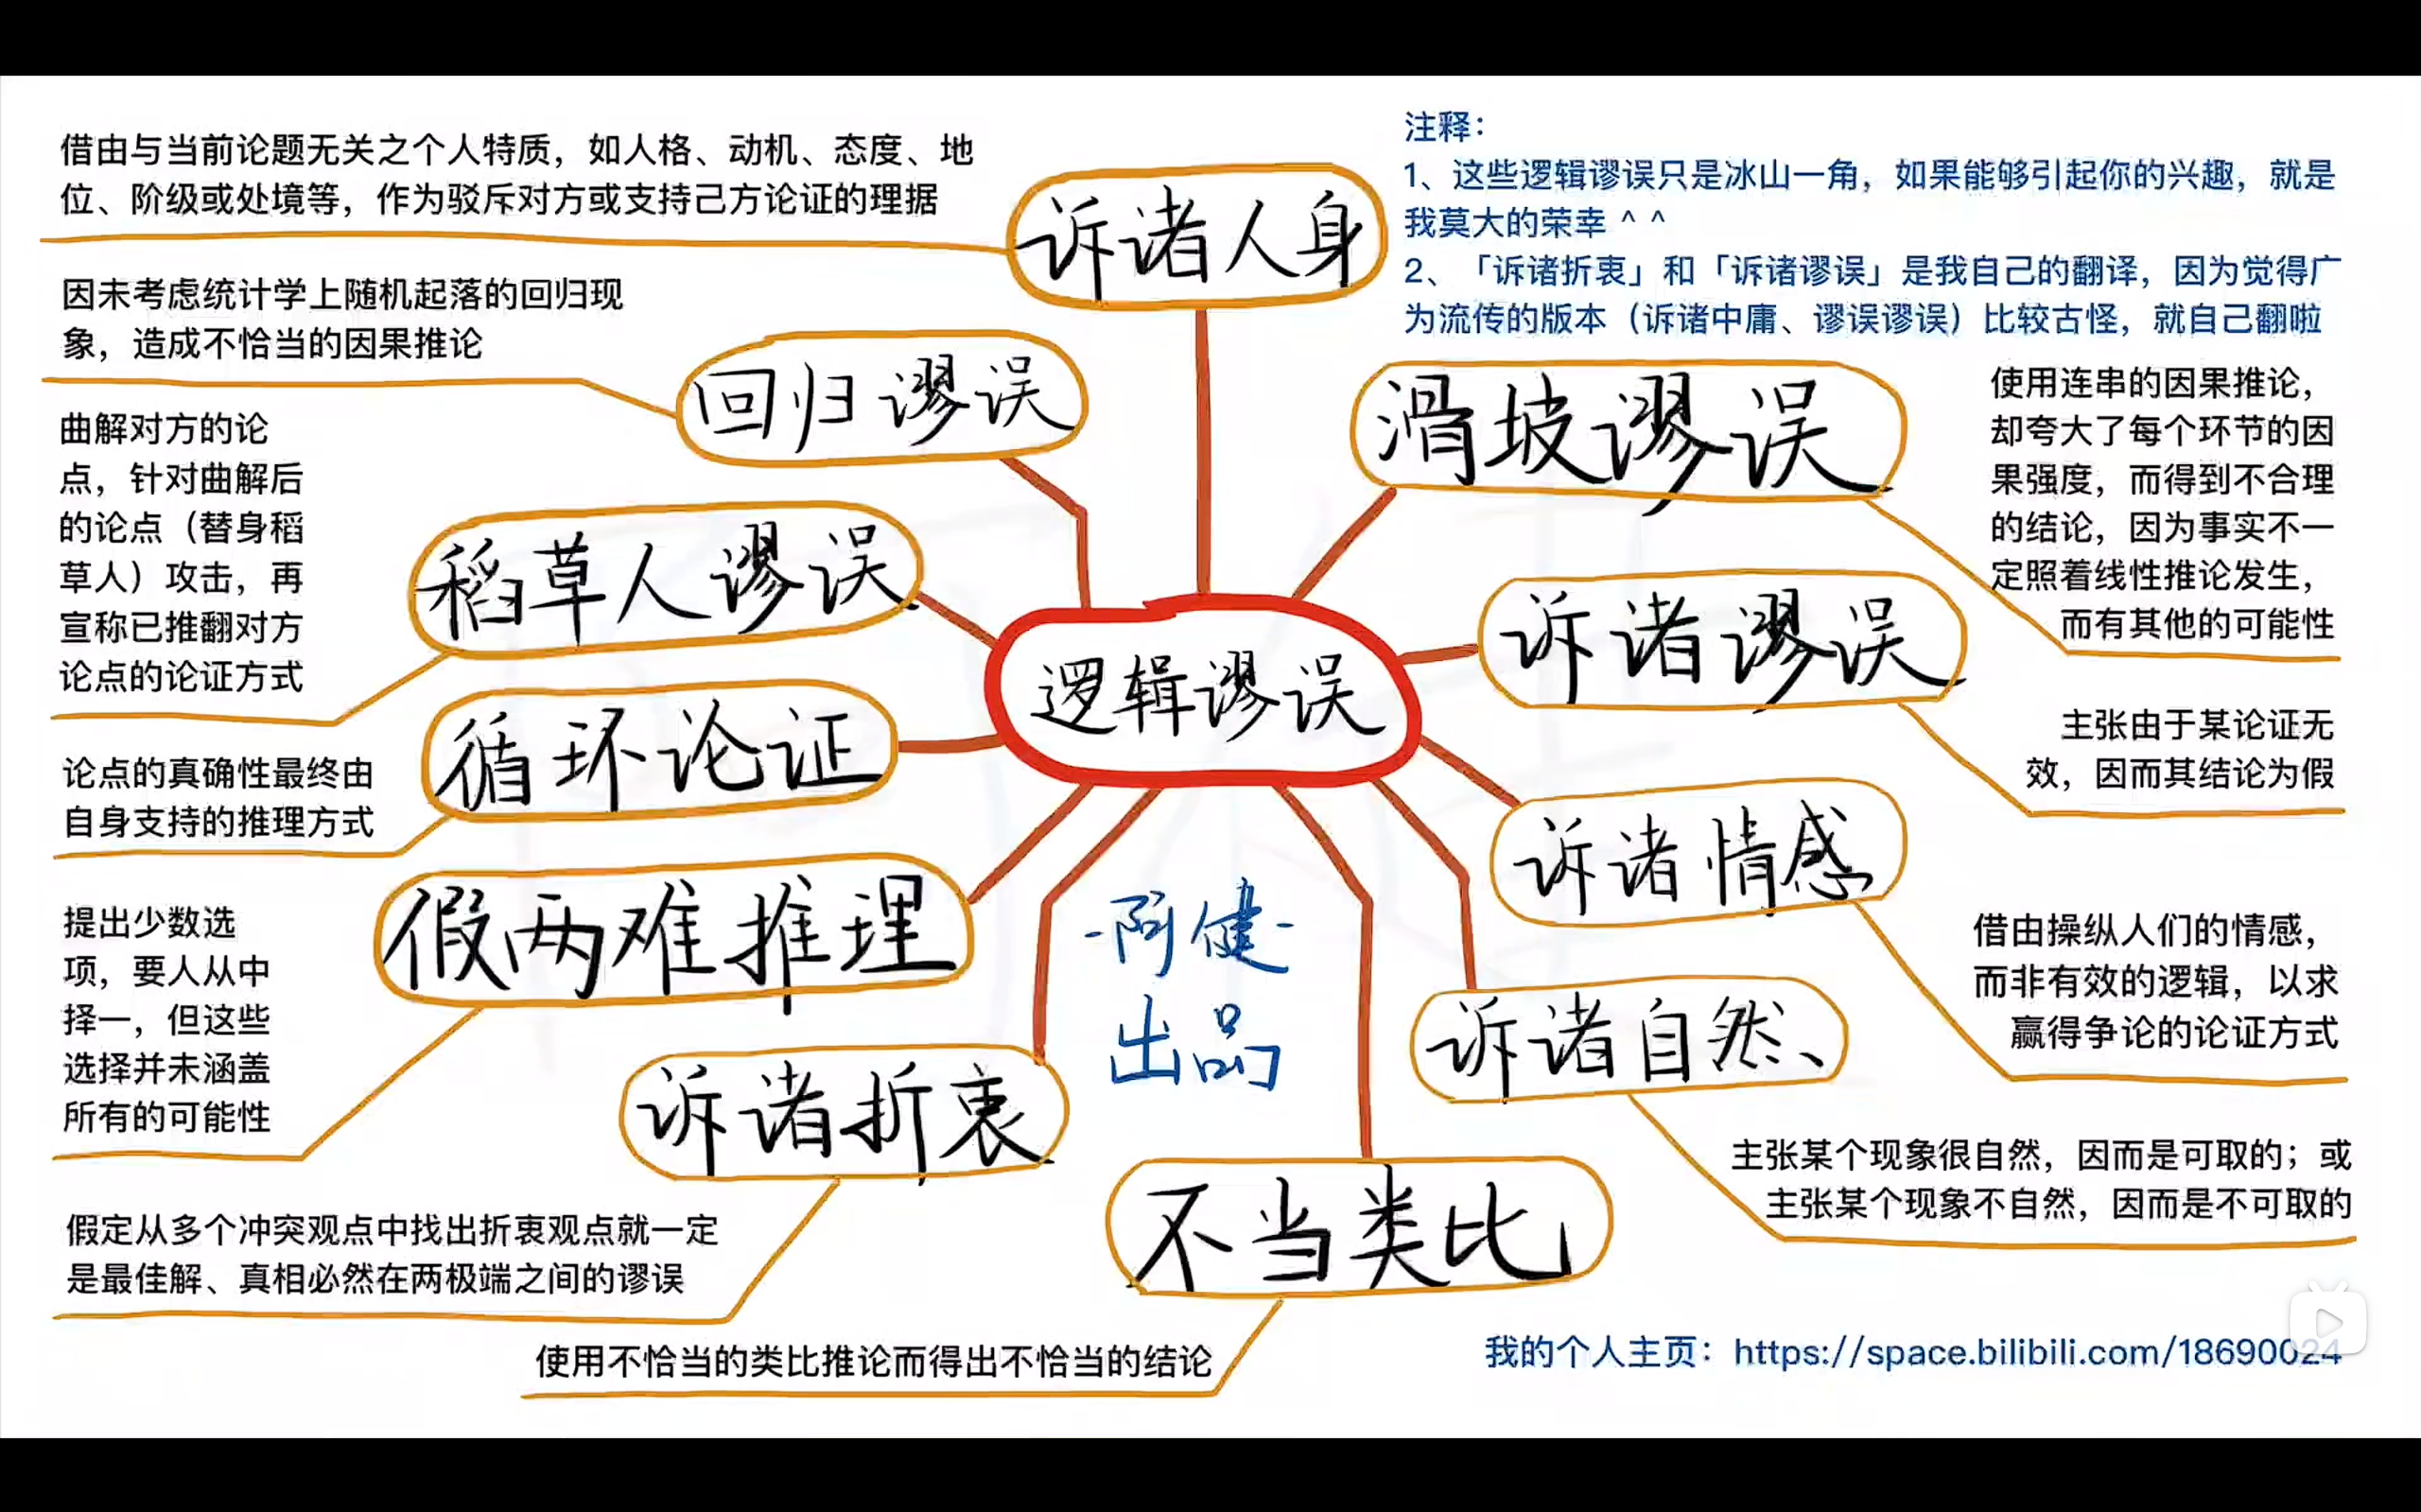 借由与当前论题无关之个人特质，如人格、动机、态度、地
位、阶级或处境等，作为驳斥对方或支持己方论证的理据
诉诸人身
注释：
1、这些逻辑谬误只是冰山一角，如果能够引起你的兴趣，就是
我莫大的荣幸 ^ ^
2、「诉诸折衷」和「诉诸谬误」是我自己的翻译，因为觉得广
为流传的版本（诉诸中庸、谬误谬误）比较古怪，就自己翻啦
因未考虑统计学上随机起落的回归现
象，造成不恰当的因果推论
回归谬误
滑坡谬误
使用连串的因果推论，
却夸大了每个环节的因
果强度，而得到不合理
的结论，因为事实不一
定照着线性推论发生，
而有其他的可能性
曲解对方的论
点，针对曲解后
的论点（替身稻
草人）攻击，再
宣称已推翻对方
论点的论证方式
稻草人谬误
诉诸谬误
主张由于某论证无
效，因而其结论为假
逻辑谬误
循环论证
论点的真确性最终由
自身支持的推理方式
诉诸情感
借由操纵人们的情感，
而非有效的逻辑，以求
赢得争论的论证方式
假两难推理
提出少数选
项，要人从中
择一，但这些
选择并未涵盖
所有的可能性
-阿健-
出品
诉诸自然
主张某个现象很自然，因而是可取的；或
主张某个现象不自然，因而是不可取的
诉诸折衷
假定从多个冲突观点中找出折衷观点就一定
是最佳解、真相必然在两极端之间的谬误
不当类比
使用不恰当的类比推论而得出不恰当的结论
我的个人主页：https://space.bilibili.com/18690024